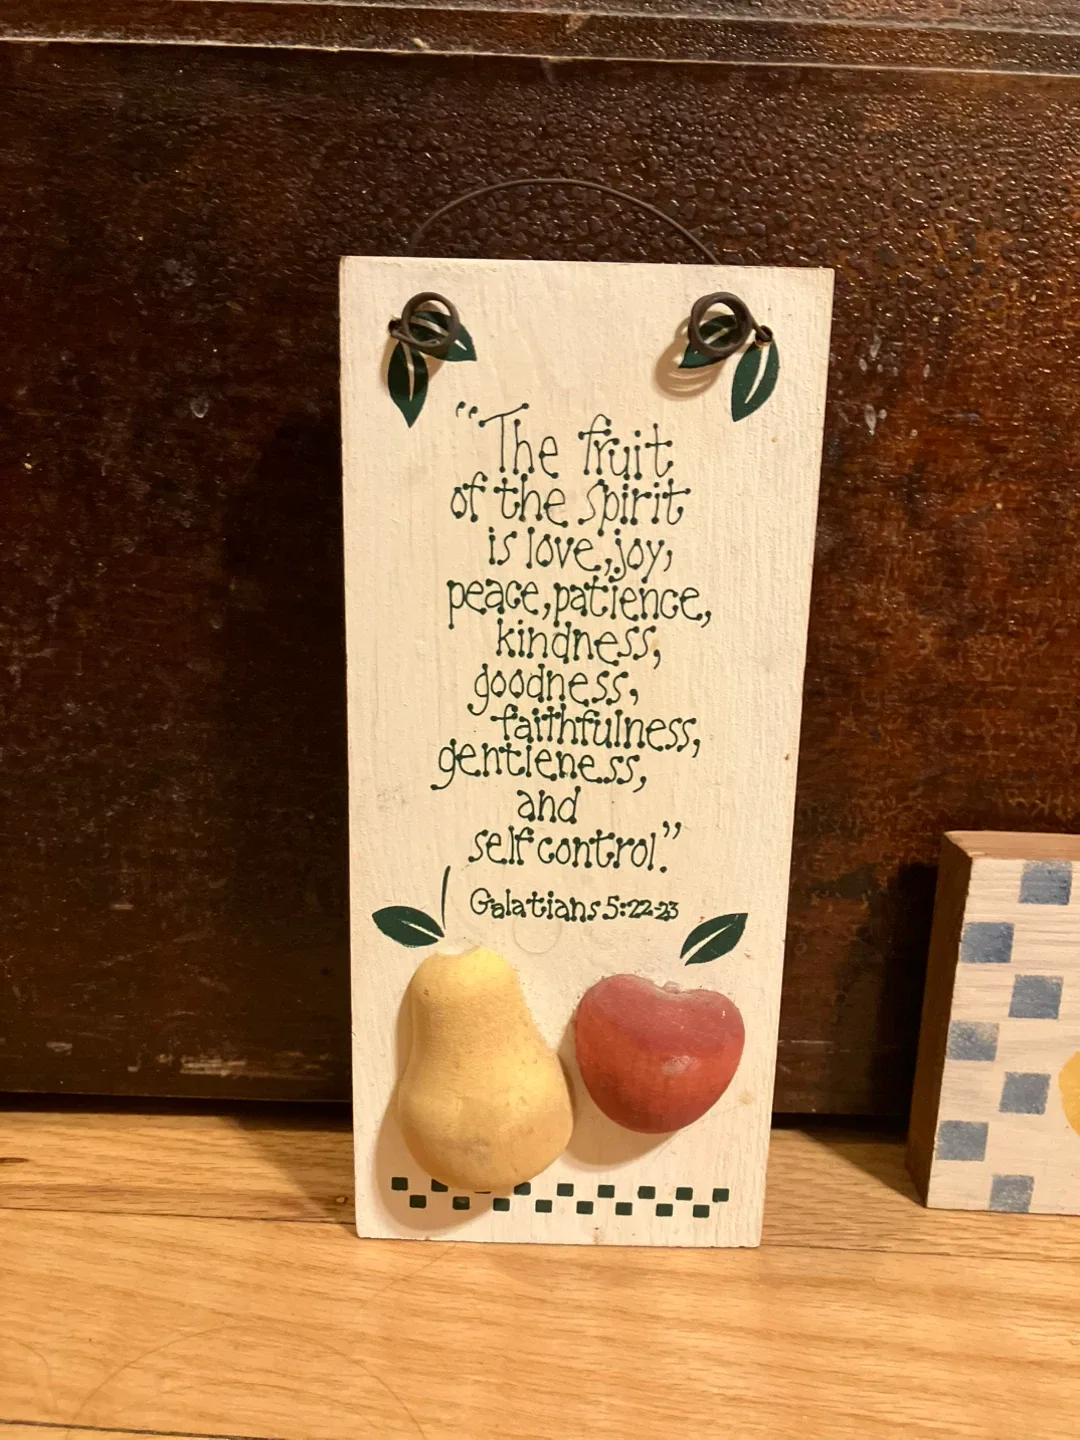 “The fruit
of the spirit
is love, joy,
peace, patience,
kindness,
goodness,
faithfulness,
gentleness,
and
self control.”
Galatians 5:22-23